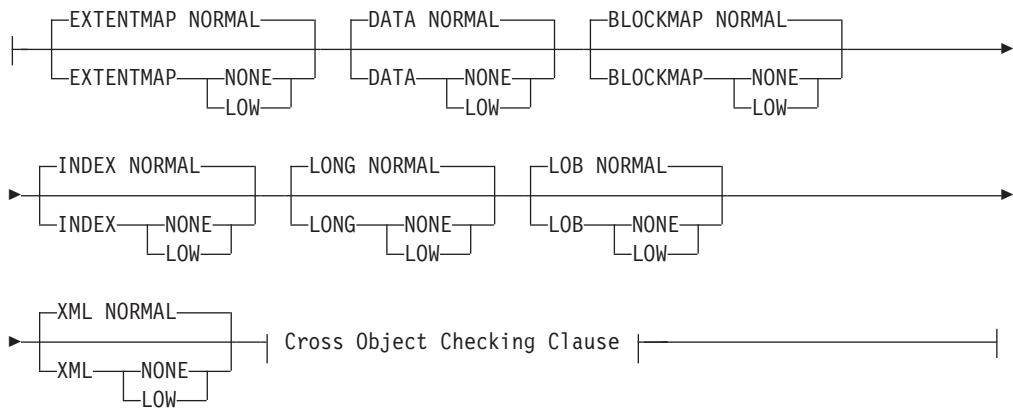 EXTENTMAP NORMAL DATA NORMAL BLOCKMAP NORMAL
EXTENTMAP NONE DATA NONE BLOCKMAP NONE
LOW LOW LOW
INDEX NORMAL LONG NORMAL LOB NORMAL
INDEX NONE LONG NONE LOB NONE
LOW LOW LOW
XML NORMAL
Cross Object Checking Clause
XML NONE
LOW